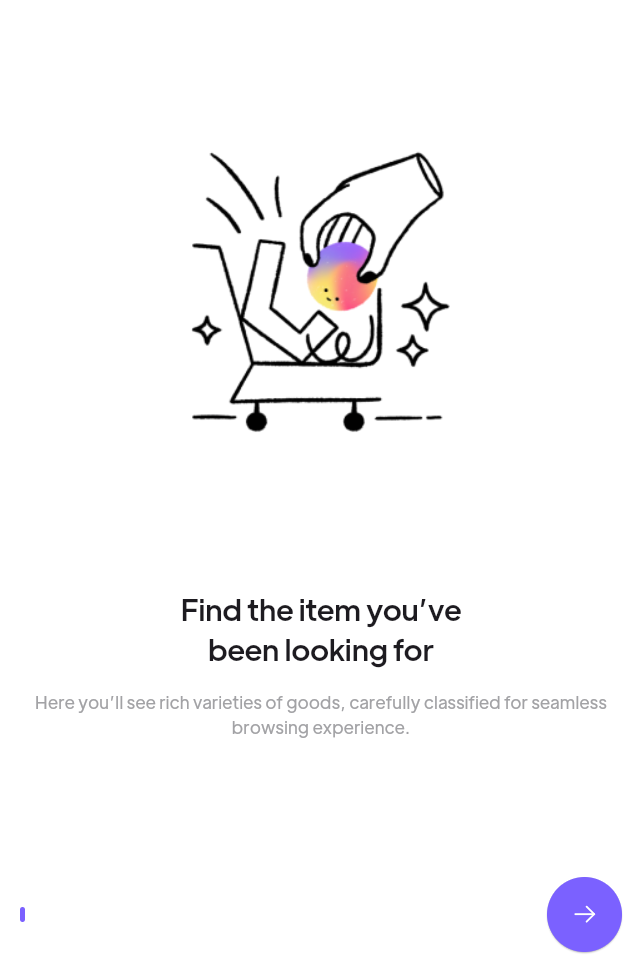 Find the item you’ve
been looking for
Here you’ll see rich varieties of goods, carefully classified for seamless
browsing experience.